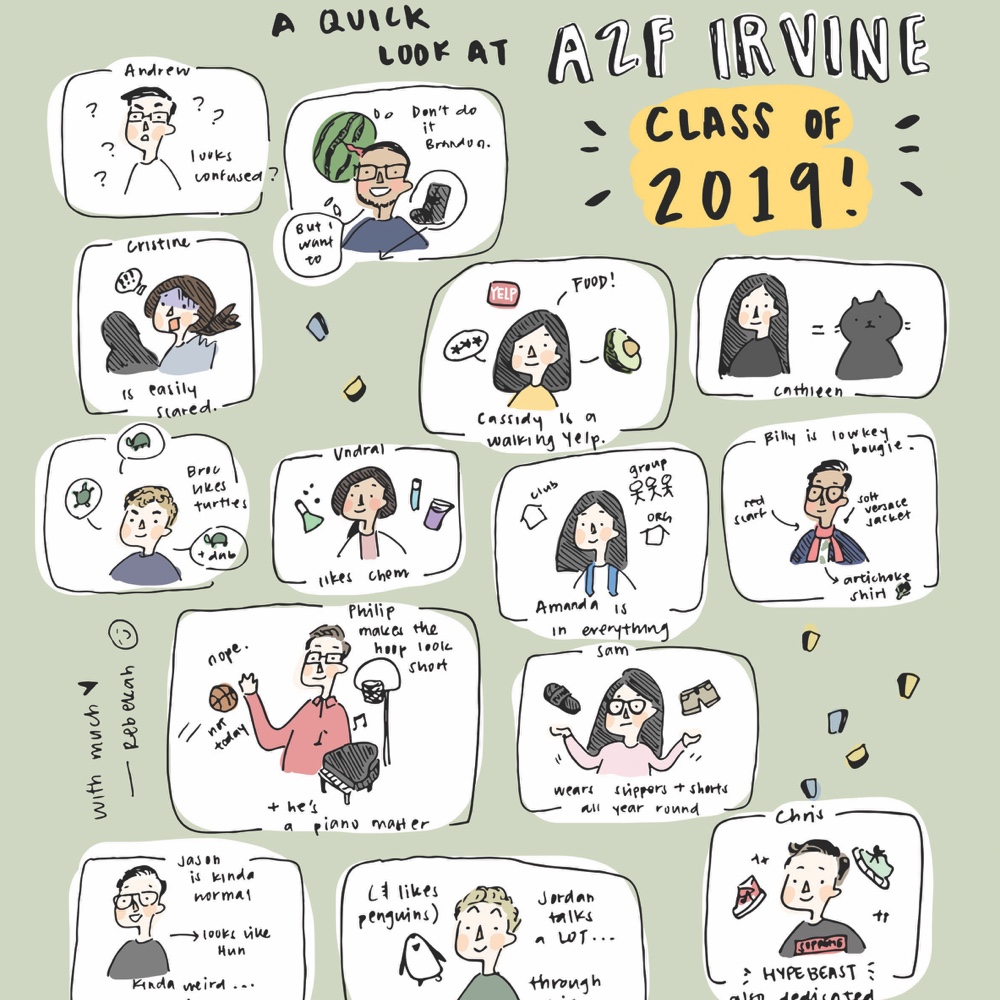 A QUICK
LOOK AT
A2F IRVINE
CLASS OF
2019!
Andrew
? ? ? ? ?
looks
confused?
Don't do
it
Brandon.
But I
want
to
Cristine
!!!
is easily
scared.
YELP
FOOD!
***
Cassidy is a
walking Yelp.
=
Cathleen
Broc
likes
turtles
+ dab
Undral
likes chem
club
group
org
Amanda is
in everything
Billy is lowkey
bougie.
red
scarf
soft
versace
jacket
artichoke
shirt
with much ♥
— Rebekah ☺
Philip
makes the
hoop look
short
nope.
not
today
+ he's
a piano master
Sam
wears slippers + shorts
all year round
Jason
is kinda
normal
looks like
Hun
kinda weird ...
(& likes
penguins)
Jordan
talks
a LOT...
through
Chris
SUPREME
HYPEBEAST
also dedicated